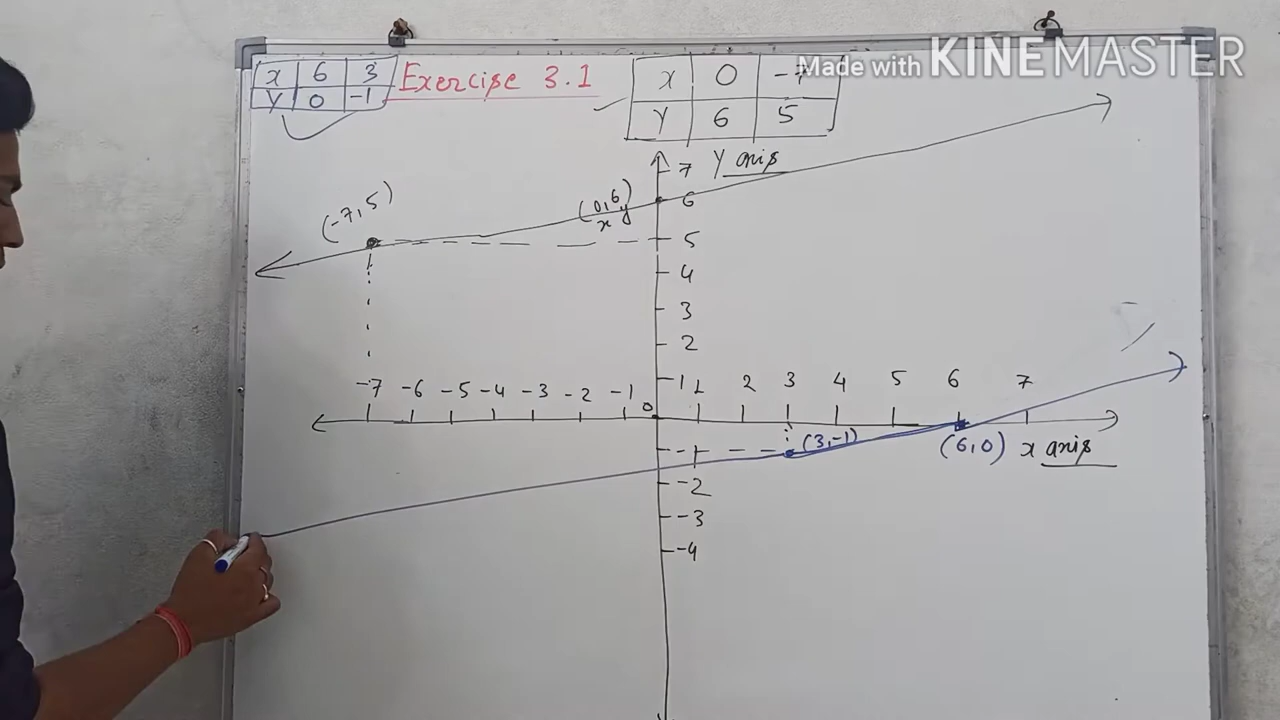 Made with KINEMASTER
x 6 3
Y 0 -1
Exercise 3.1
x 0 -7
Y 6 5
Y axis
7
(0,6)
x y
6
(-7,5)
5
4
3
2
1
-7 -6 -5 -4 -3 -2 -1 0 1 2 3 4 5 6 7
-1
(3,-1)
(6,0)
x axis
-2
-3
-4